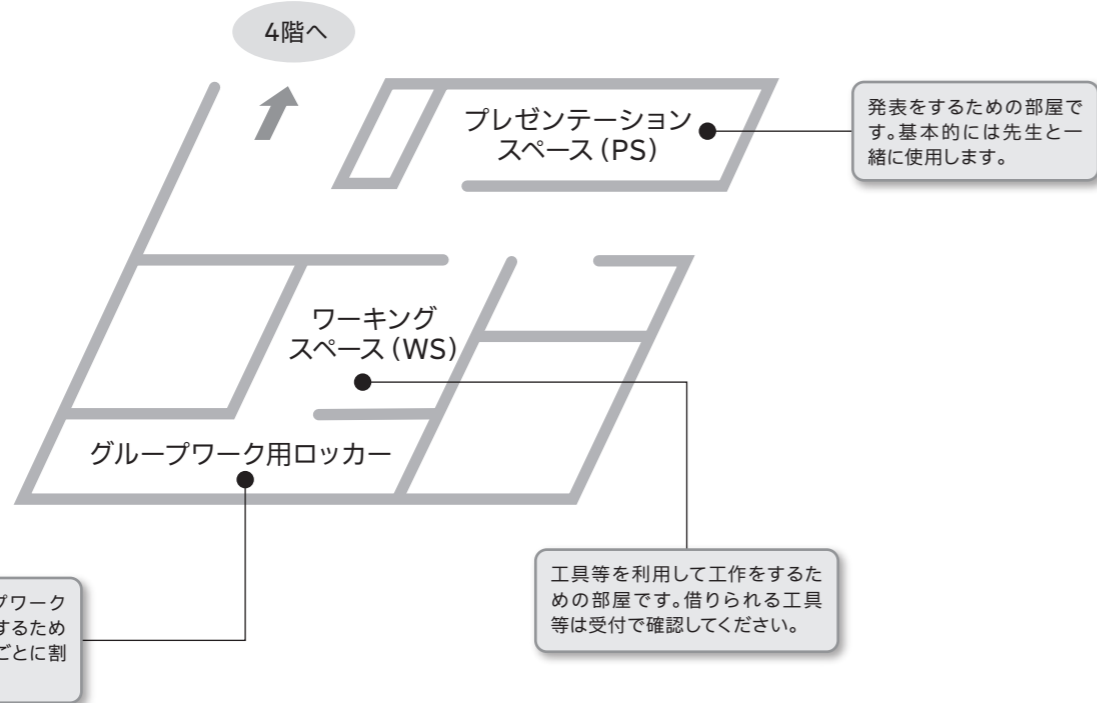 4階へ
プレゼンテーション
スペース(PS)
発表をするための部屋で
す。基本的には先生と一
緒に使用します。
ワーキング
スペース(WS)
グループワーク用ロッカー
工具等を利用して工作をするた
めの部屋です。借りられる工具
等は受付で確認してください。
プワーク
するため
ごとに割